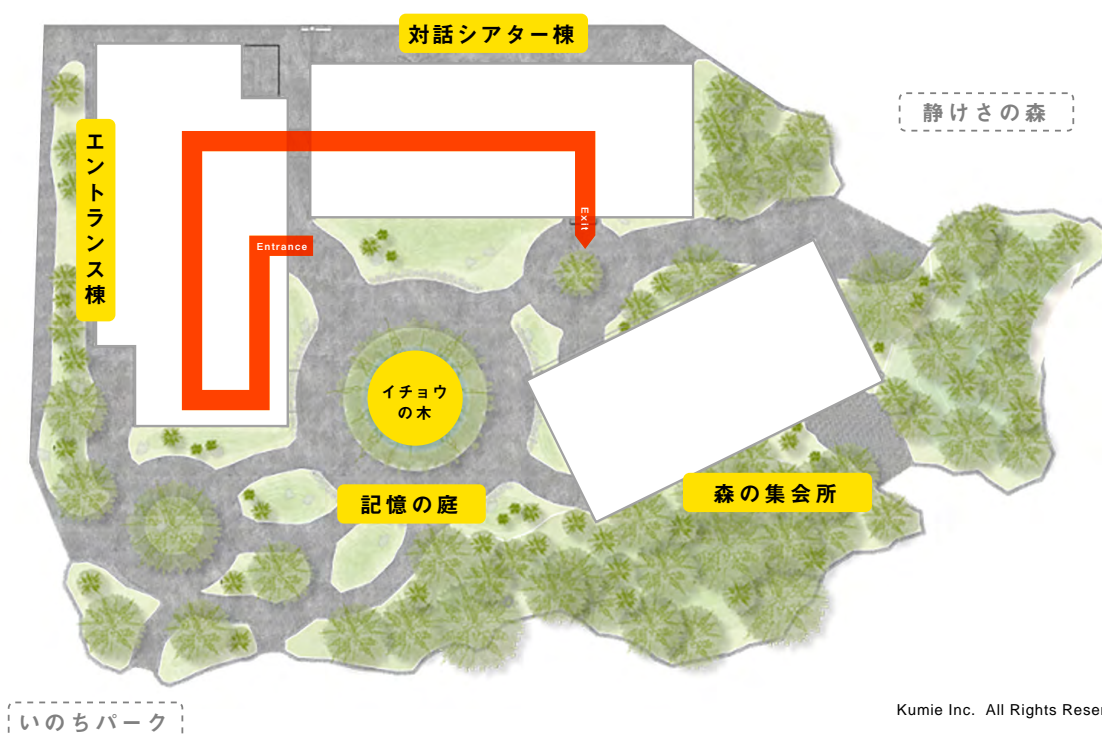 対話シアター棟
静けさの森
エントランス棟
Entrance
Exit
イチョウ
の木
記憶の庭
森の集会所
いのちパーク
Kumie Inc. All Rights Reser